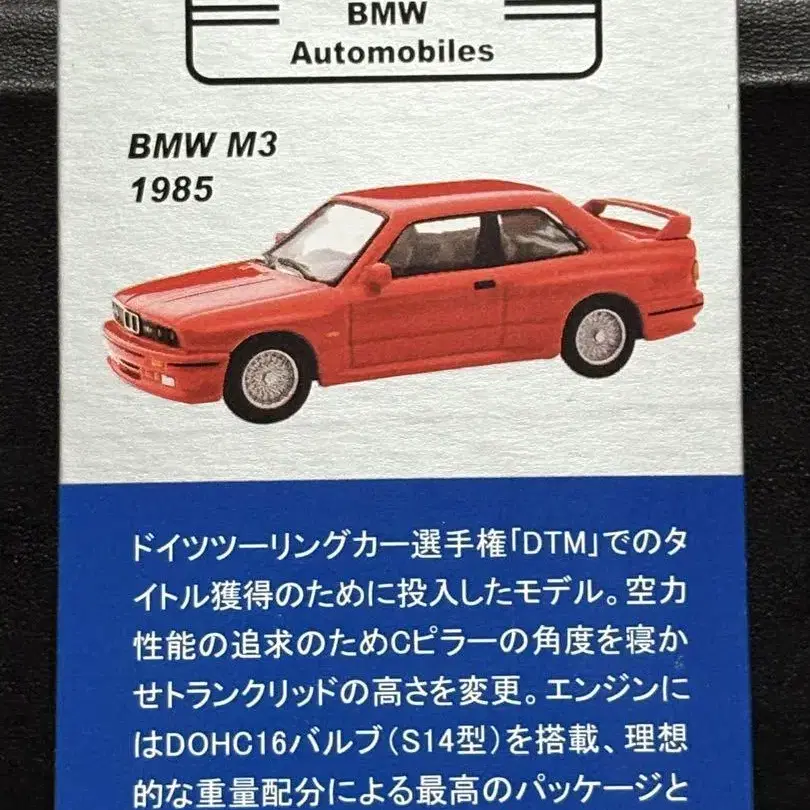 BMW
Automobiles
BMW M3
1985
ドイツツーリングカー選手権｢DTM｣でのタ
イトル獲得のために投入したモデル。空力
性能の追求のためCピラーの角度を寝か
せトランクリッドの高さを変更。エンジンに
はDOHC16バルブ(S14型)を搭載、理想
的な重量配分による最高のパッケージと